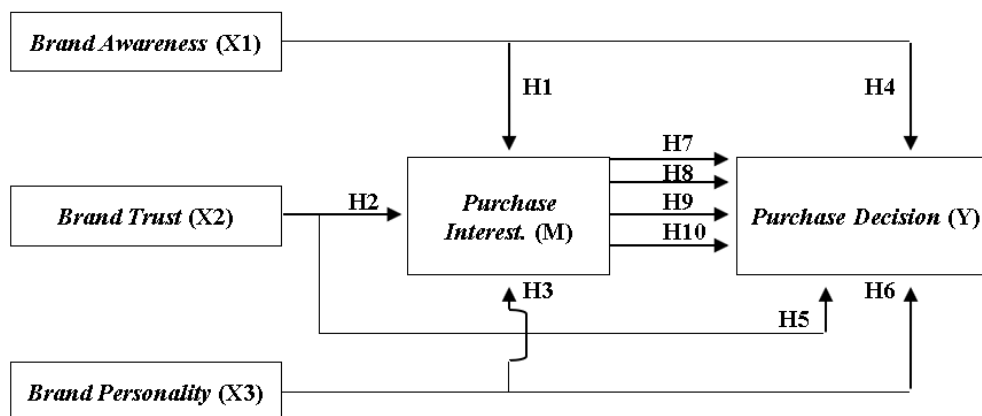 Brand Awareness (X1)
H1
H4
H7
H8
Brand Trust (X2)
H2
Purchase
Interest. (M)
H9
H10
Purchase Decision (Y)
H3
H6
H5
Brand Personality (X3)